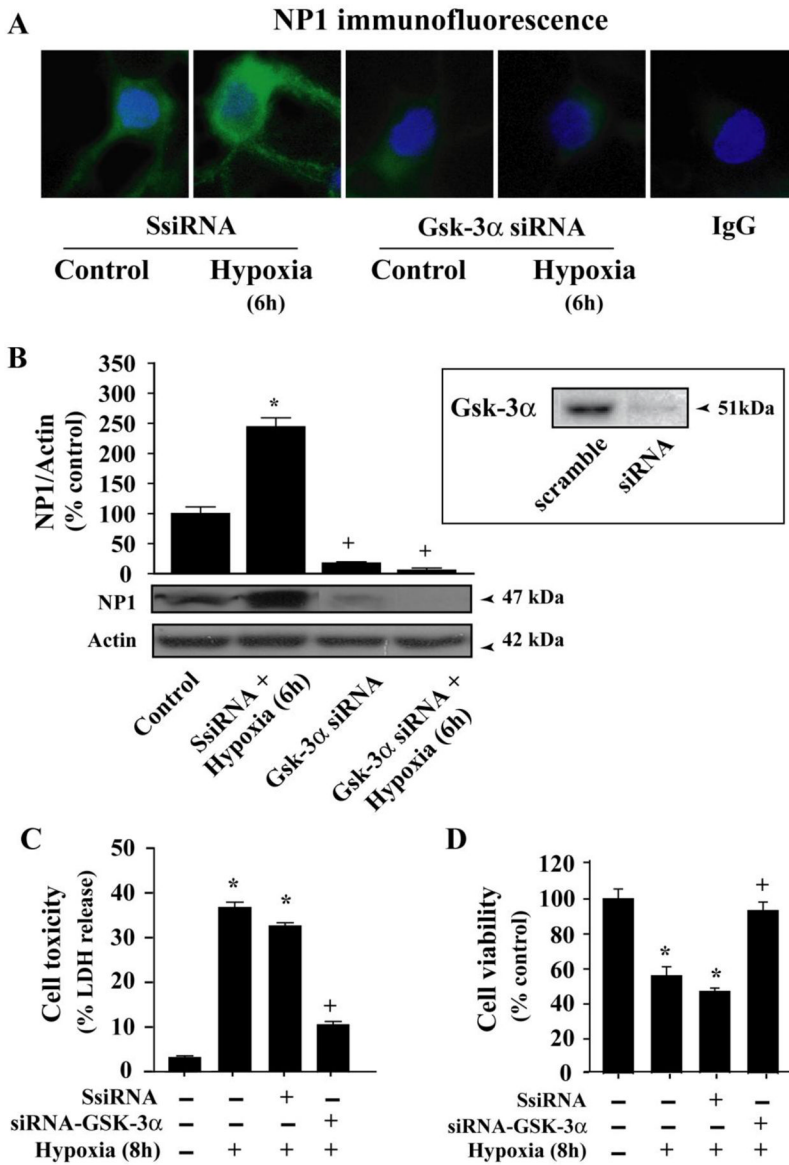 A
NP1 immunofluorescence
SsiRNA
Gsk-3α siRNA
IgG
Control
Hypoxia
(6h)
Control
Hypoxia
(6h)
B
NP1/Actin
(% control)
350
300
250
200
150
100
50
0
*
+
+
NP1
47 kDa
Actin
42 kDa
Control
SsiRNA +
Hypoxia (6h)
Gsk-3α siRNA
Gsk-3α siRNA +
Hypoxia (6h)
Gsk-3α
51kDa
scramble
siRNA
C
Cell toxicity
(% LDH release)
50
40
30
20
10
0
*
*
+
SsiRNA – – + –
siRNA-GSK-3α – – – +
Hypoxia (8h) – + + +
D
Cell viability
(% control)
120
100
80
60
40
20
0
*
*
+
SsiRNA – – + –
siRNA-GSK-3α – – – +
Hypoxia (8h) – + + +